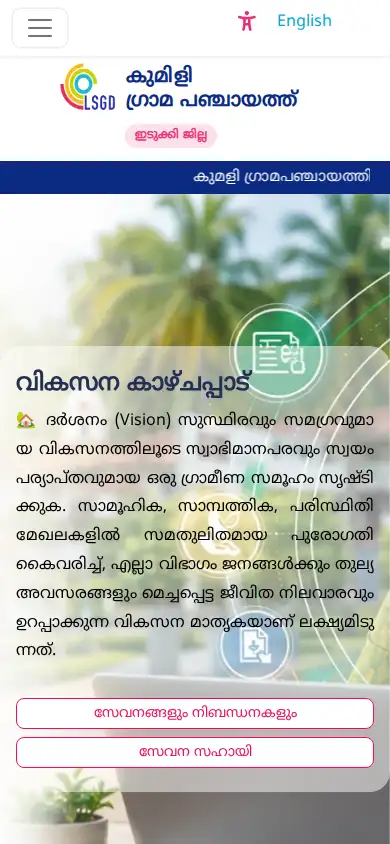 English
LSGD
കുമിളി
ഗ്രാമ പഞ്ചായത്ത്
ഇടുക്കി ജില്ല
കുമളി ഗ്രാമപഞ്ചായത്തി
വികസന കാഴ്ചപ്പാട്
🏡 ദർശനം (Vision) സുസ്ഥിരവും സമഗ്രവുമാ
യ വികസനത്തിലൂടെ സ്വാഭിമാനപരവും സ്വയം
പര്യാപ്തവുമായ ഒരു ഗ്രാമീണ സമൂഹം സൃഷ്ടി
ക്കുക. സാമൂഹിക, സാമ്പത്തിക, പരിസ്ഥിതി
മേഖലകളിൽ സമതുലിതമായ പുരോഗതി
കൈവരിച്ച്, എല്ലാ വിഭാഗം ജനങ്ങൾക്കും തുല്യ
അവസരങ്ങളും മെച്ചപ്പെട്ട ജീവിത നിലവാരവും
ഉറപ്പാക്കുന്ന വികസന മാതൃകയാണ് ലക്ഷ്യമിടു
ന്നത്.
സേവനങ്ങളും നിബന്ധനകളും
സേവന സഹായി